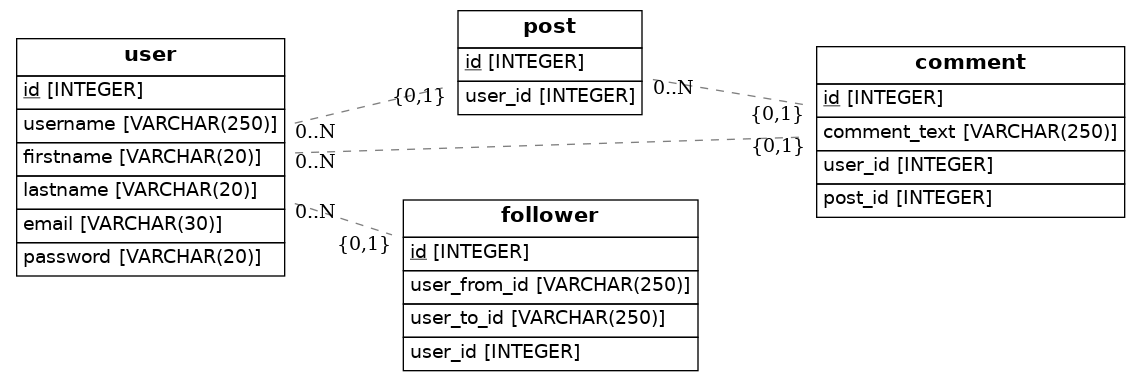 user
id [INTEGER]
username [VARCHAR(250)]
firstname [VARCHAR(20)]
lastname [VARCHAR(20)]
email [VARCHAR(30)]
password [VARCHAR(20)]
{0,1}
0..N
0..N
0..N
{0,1}
post
id [INTEGER]
user_id [INTEGER]
0..N
{0,1}
{0,1}
follower
id [INTEGER]
user_from_id [VARCHAR(250)]
user_to_id [VARCHAR(250)]
user_id [INTEGER]
comment
id [INTEGER]
comment_text [VARCHAR(250)]
user_id [INTEGER]
post_id [INTEGER]